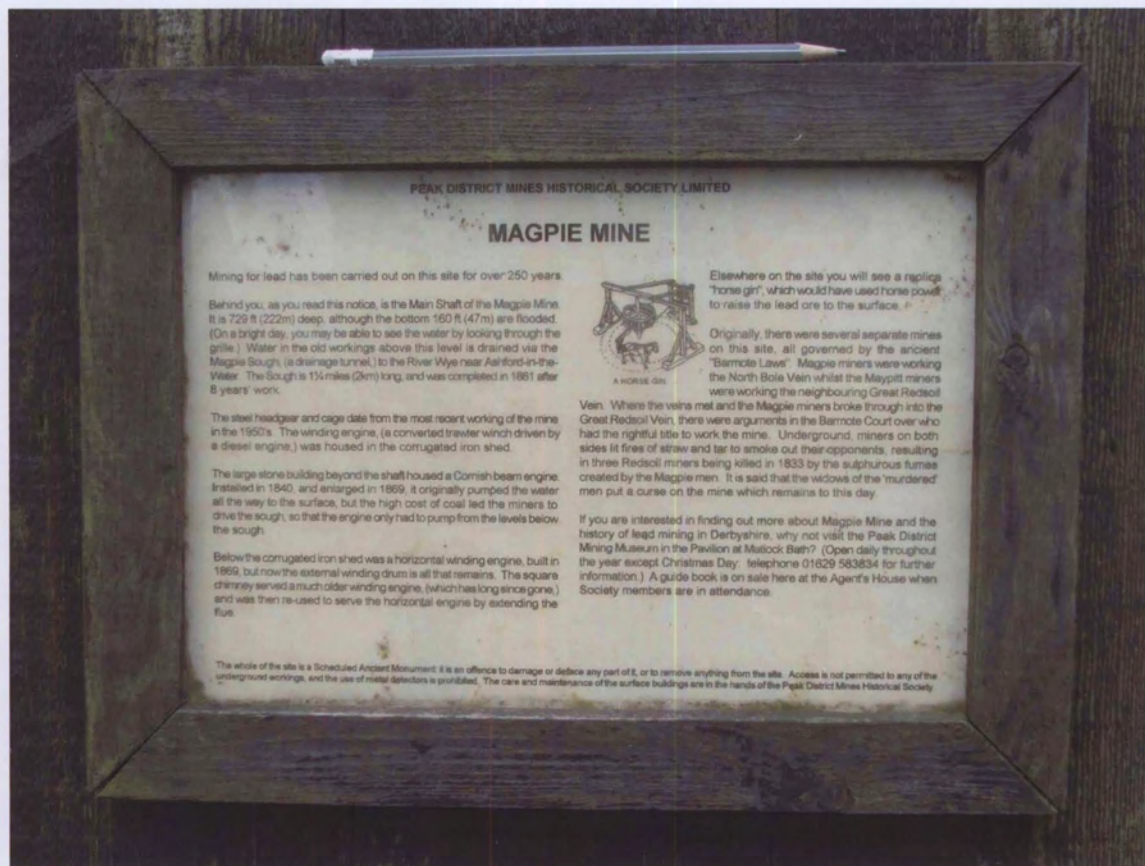 PEAK DISTRICT MINES HISTORICAL SOCIETY LIMITED
MAGPIE MINE
Mining for lead has been carried out on this site for over 250 years.
Behind you, as you read this notice, is the Main Shaft of the Magpie Mine.
It is 729 ft (222m) deep, although the bottom 160 ft (47m) are flooded.
(On a bright day, you may be able to see the water by looking through the
grille.) Water in the old workings above this level is drained via the
Magpie Sough, (a drainage tunnel,) to the River Wye near Ashford-in-the-
Water. The Sough is 1¼ miles (2km) long, and was completed in 1881 after
8 years' work.
The steel headgear and cage date from the most recent working of the mine
in the 1950's. The winding engine, (a converted trawler winch driven by
a diesel engine,) was housed in the corrugated iron shed.
The large stone building beyond the shaft housed a Cornish beam engine.
Installed in 1840, and enlarged in 1869, it originally pumped the water
all the way to the surface, but the high cost of coal led the miners to
drive the sough, so that the engine only had to pump from the levels below
the sough.
Below the corrugated iron shed was a horizontal winding engine, built in
1869, but now the external winding drum is all that remains. The square
chimney served a much older winding engine, (which has long since gone,)
and was then re-used to serve the horizontal engine by extending the
flue.
A HORSE GIN
Elsewhere on the site you will see a replica
"horse gin", which would have used horse power
to raise the lead ore to the surface.
Originally, there were several separate mines
on this site, all governed by the ancient
"Barmote Laws". Magpie miners were working
the North Bole Vein whilst the Maypitt miners
were working the neighbouring Great Redsoil
Vein. Where the veins met and the Magpie miners broke through into the
Great Redsoil Vein, there were arguments in the Barmote Court over who
had the rightful title to work the mine. Underground, miners on both
sides lit fires of straw and tar to smoke out their opponents, resulting
in three Redsoil miners being killed in 1833 by the sulphurous fumes
created by the Magpie men. It is said that the widows of the 'murdered'
men put a curse on the mine which remains to this day.
If you are interested in finding out more about Magpie Mine and the
history of lead mining in Derbyshire, why not visit the Peak District
Mining Museum in the Pavilion at Matlock Bath? (Open daily throughout
the year except Christmas Day: telephone 01629 583834 for further
information.) A guide book is on sale here at the Agent's House when
Society members are in attendance.
The whole of the site is a Scheduled Ancient Monument: it is an offence to damage or deface any part of it, or to remove anything from the site. Access is not permitted to any of the
underground workings, and the use of metal detectors is prohibited. The care and maintenance of the surface buildings are in the hands of the Peak District Mines Historical Society.